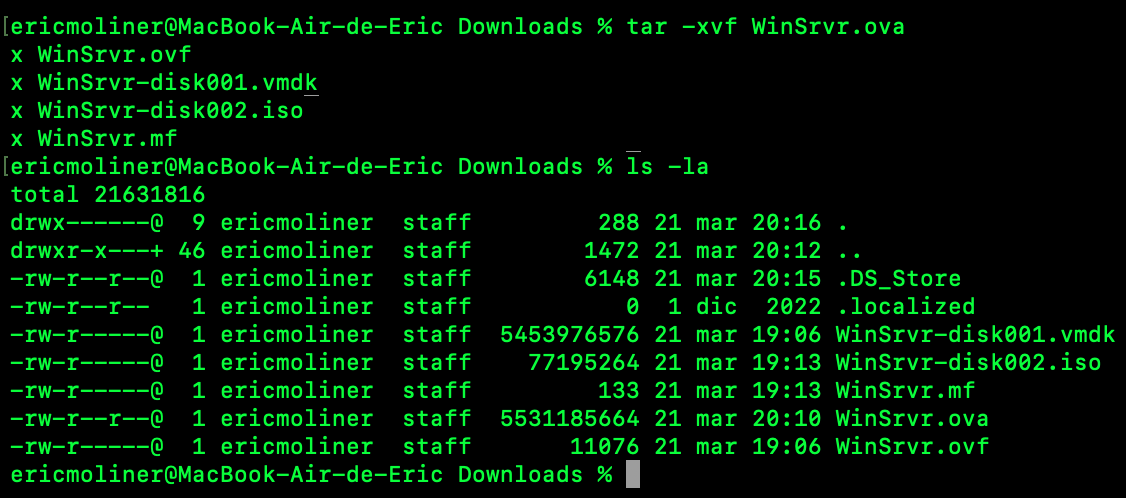 [ericmoliner@MacBook-Air-de-Eric Downloads % tar -xvf WinSrvr.ova
x WinSrvr.ovf
x WinSrvr-disk001.vmdk
x WinSrvr-disk002.iso
x WinSrvr.mf
[ericmoliner@MacBook-Air-de-Eric Downloads % ls -la
total 21631816
drwx------@  9 ericmoliner  staff         288 21 mar 20:16 .
drwxr-x---+ 46 ericmoliner  staff        1472 21 mar 20:12 ..
-rw-r--r--@  1 ericmoliner  staff        6148 21 mar 20:15 .DS_Store
-rw-r--r--   1 ericmoliner  staff           0  1 dic  2022 .localized
-rw-r-----@  1 ericmoliner  staff  5453976576 21 mar 19:06 WinSrvr-disk001.vmdk
-rw-r-----@  1 ericmoliner  staff    77195264 21 mar 19:13 WinSrvr-disk002.iso
-rw-r-----@  1 ericmoliner  staff         133 21 mar 19:13 WinSrvr.mf
-rw-r--r--@  1 ericmoliner  staff  5531185664 21 mar 20:10 WinSrvr.ova
-rw-r-----@  1 ericmoliner  staff       11076 21 mar 19:06 WinSrvr.ovf
ericmoliner@MacBook-Air-de-Eric Downloads %